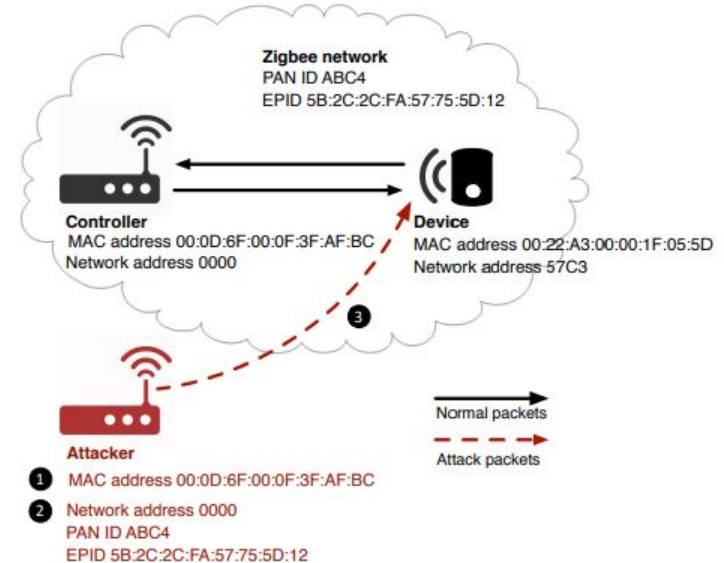 Zigbee network
PAN ID ABC4
EPID 5B:2C:2C:FA:57:75:5D:12
Controller
MAC address 00:0D:6F:00:0F:3F:AF:BC
Network address 0000
Device
MAC address 00:22:A3:00:00:1F:05:5D
Network address 57C3
3
Normal packets
Attack packets
Attacker
1 MAC address 00:0D:6F:00:0F:3F:AF:BC
2 Network address 0000
PAN ID ABC4
EPID 5B:2C:2C:FA:57:75:5D:12